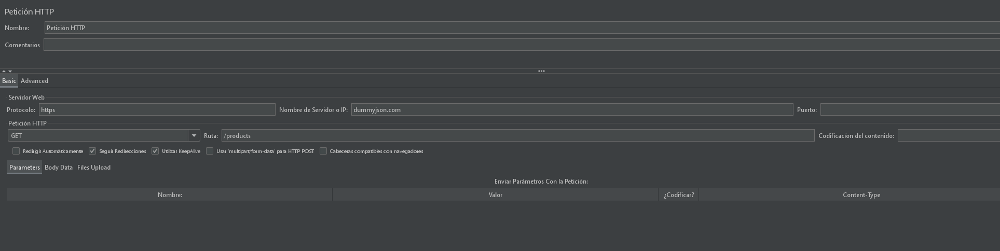 Petición HTTP
Nombre: Petición HTTP
Comentarios
Basic Advanced
Servidor Web
Protocolo: https Nombre de Servidor o IP: dummyjson.com Puerto:
Petición HTTP
GET Ruta: /products Codificacíon del contenido:
Redirigir Automáticamente Seguir Redirecciones Utilizar KeepAlive Usar 'multipart/form-data' para HTTP POST Cabeceras compatibles con navegadores
Parameters Body Data Files Upload
Enviar Parámetros Con la Petición:
Nombre: Valor ¿Codificar? Content-Type